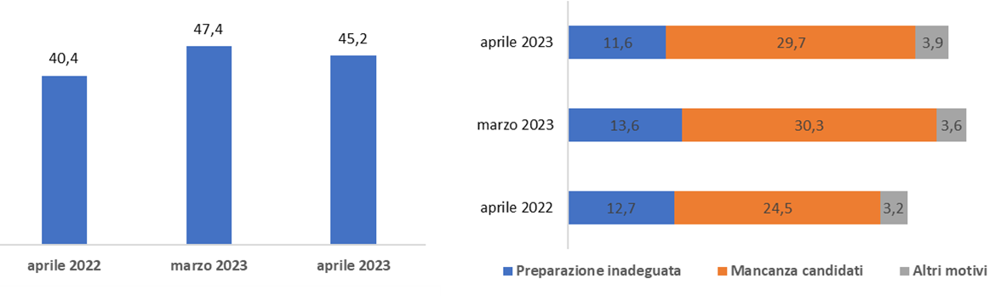 47,4
45,2
40,4
aprile 2022 marzo 2023 aprile 2023
aprile 2023 11,6 29,7 3,9
marzo 2023 13,6 30,3 3,6
aprile 2022 12,7 24,5 3,2
Preparazione inadeguata Mancanza candidati Altri motivi